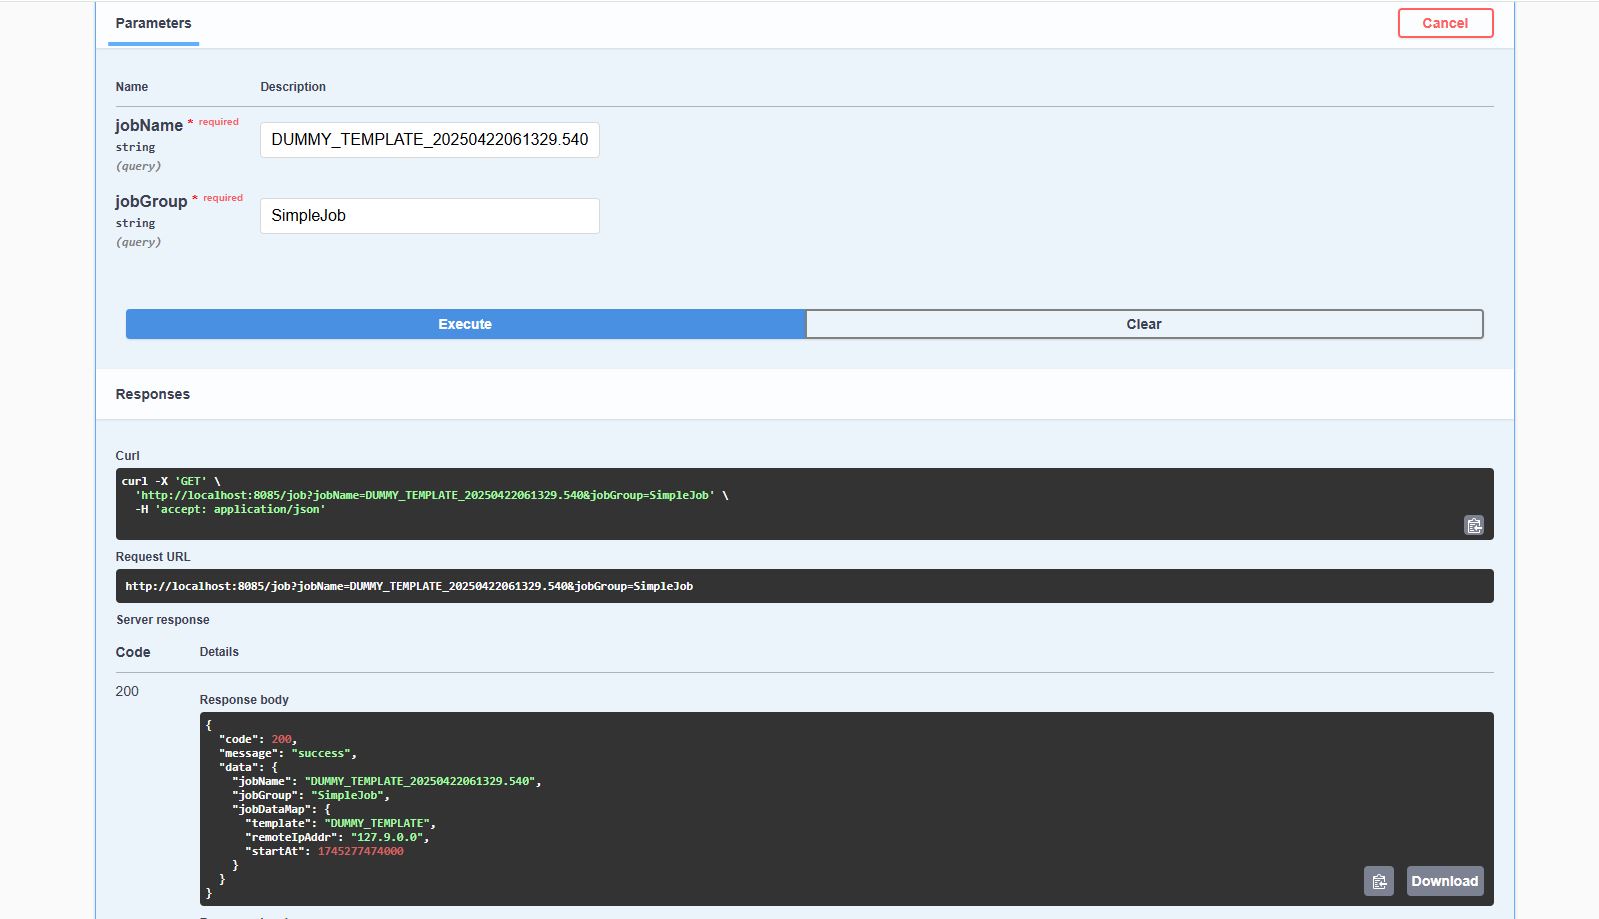 Parameters
Cancel
Name Description
jobName * required
string
(query)
DUMMY_TEMPLATE_20250422061329.540
jobGroup * required
string
(query)
SimpleJob
Execute Clear
Responses
Curl
curl -X 'GET' \
'http://localhost:8085/job?jobName=DUMMY_TEMPLATE_20250422061329.540&jobGroup=SimpleJob' \
-H 'accept: application/json'
Request URL
http://localhost:8085/job?jobName=DUMMY_TEMPLATE_20250422061329.540&jobGroup=SimpleJob
Server response
Code Details
200
Response body
{
"code": 200,
"message": "success",
"data": {
"jobName": "DUMMY_TEMPLATE_20250422061329.540",
"jobGroup": "SimpleJob",
"jobDataMap": {
"template": "DUMMY_TEMPLATE",
"remoteIpAddr": "127.9.0.0",
"startAt": 1745277474000
}
}
}
Download